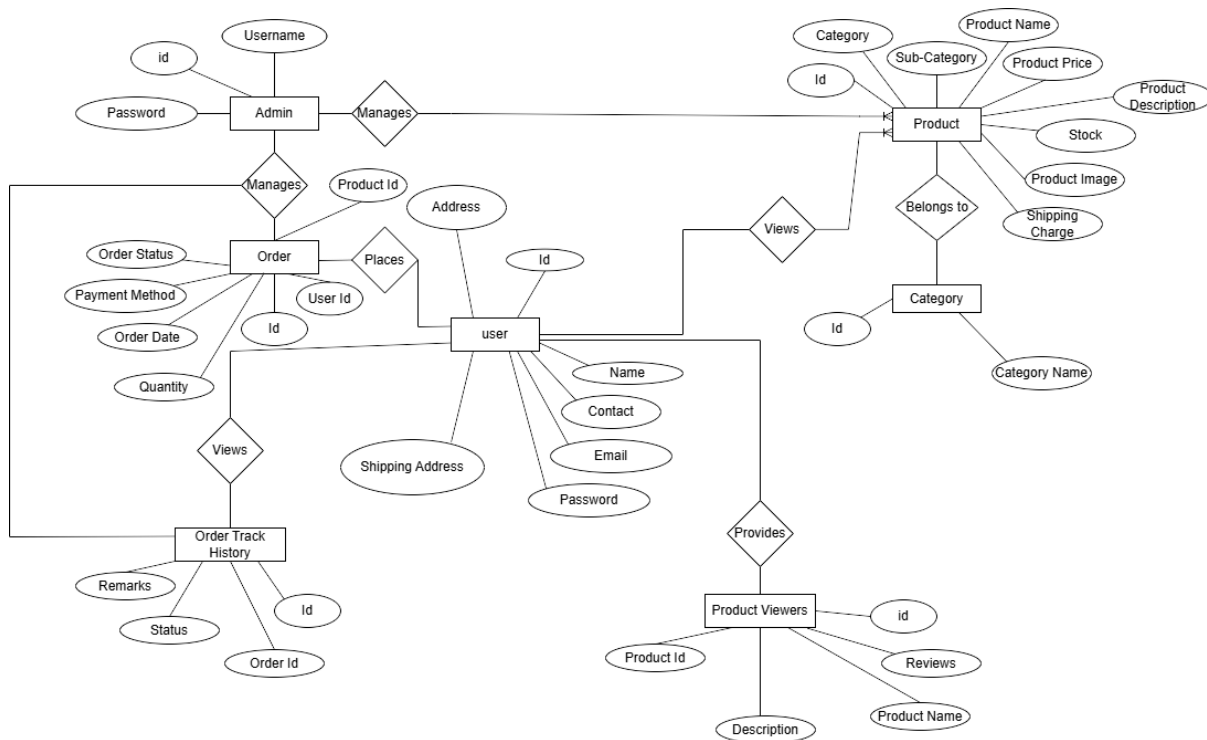 Username
id
Password
Admin
Manages
Category
Sub-Category
Product Name
Product Price
Id
Product
Description
Product
Stock
Product Image
Shipping
Charge
Manages
Product Id
Address
Belongs to
Views
Order Status
Order
Places
Id
Payment Method
User Id
Order Date
Id
user
Category
Id
Quantity
Name
Category Name
Contact
Views
Shipping Address
Email
Password
Order Track
History
Provides
Remarks
Id
Status
Order Id
Product Viewers
id
Product Id
Reviews
Product Name
Description